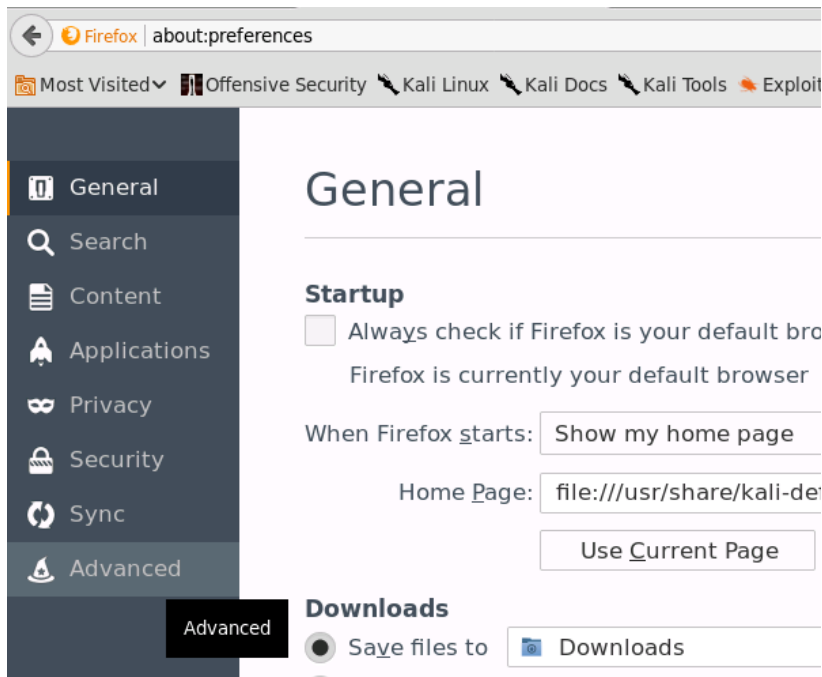 Firefox about:preferences
Most Visited Offensive Security Kali Linux Kali Docs Kali Tools Exploit
General
Search
Content
Applications
Privacy
Security
Sync
Advanced
Advanced
General
Startup
Always check if Firefox is your default bro
Firefox is currently your default browser
When Firefox starts: Show my home page
Home Page: file:///usr/share/kali-def
Use Current Page
Downloads
Save files to Downloads